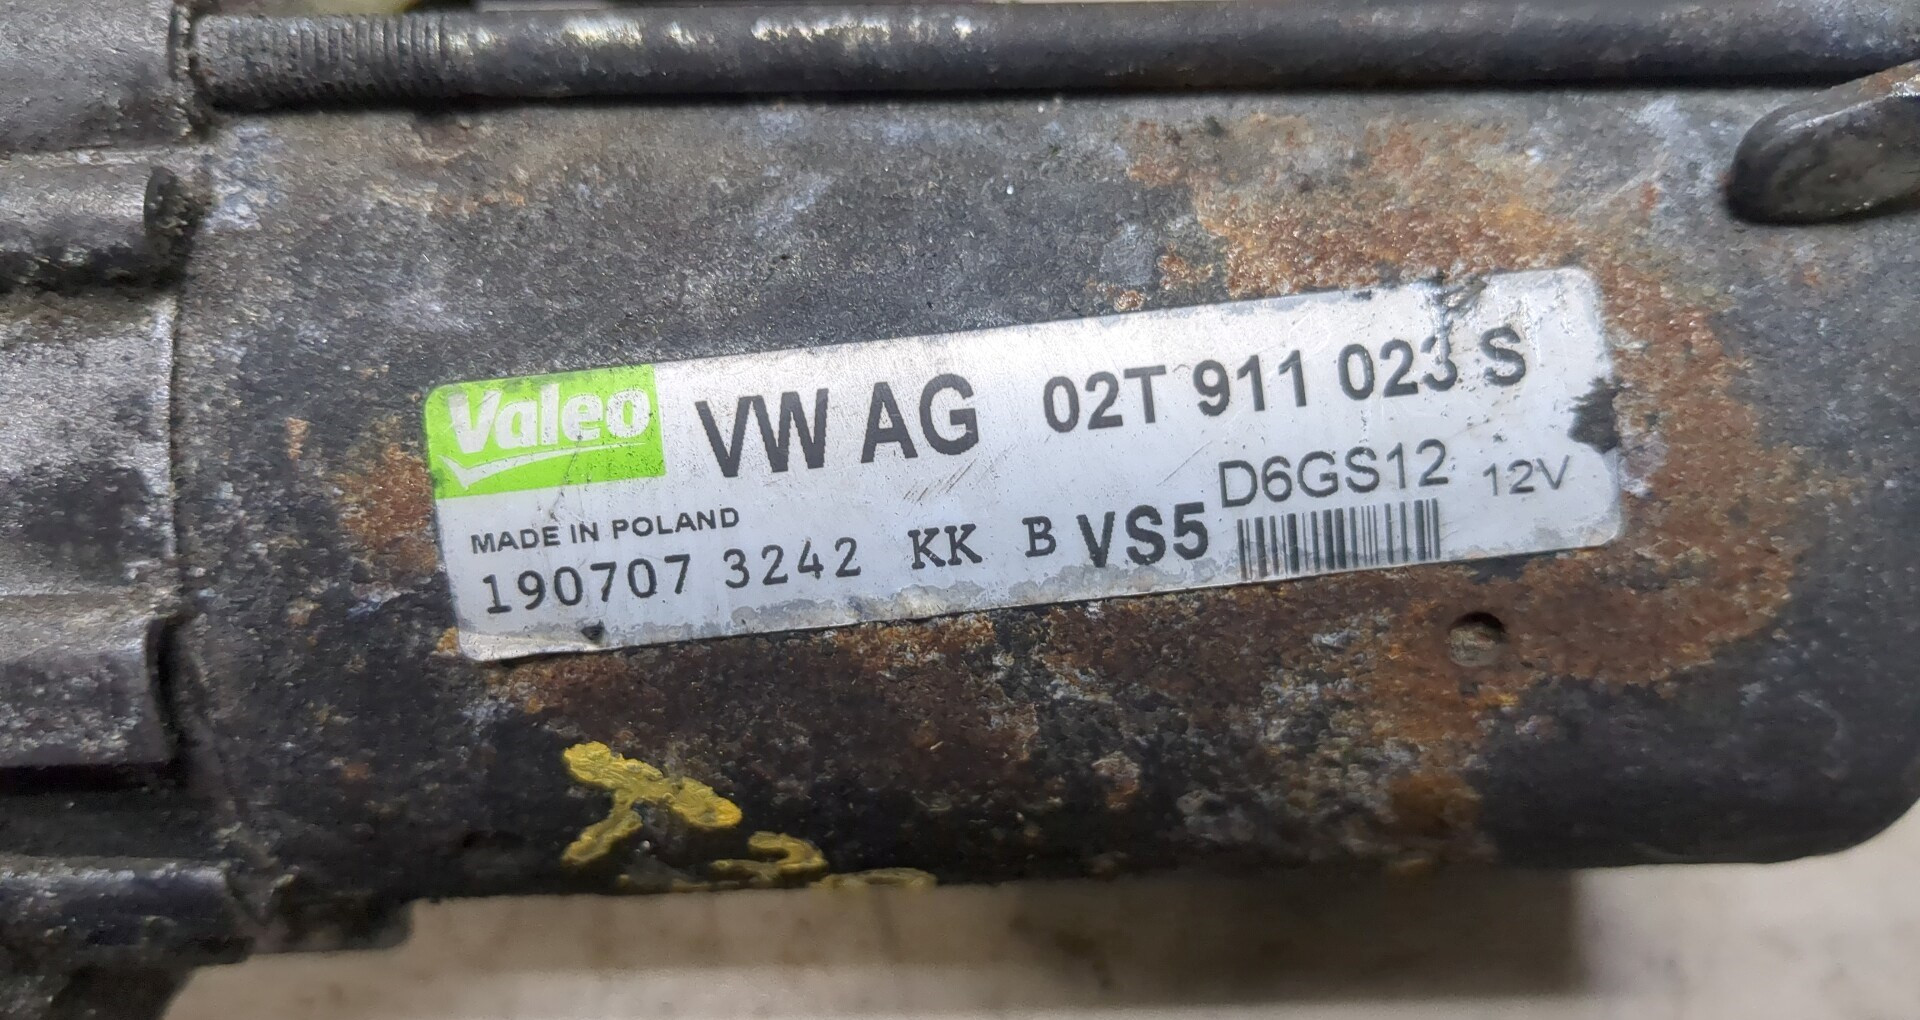 Valeo VW AG 02T 911 023 S
D6GS12 12V
MADE IN POLAND
190707 3242 KK B VS5